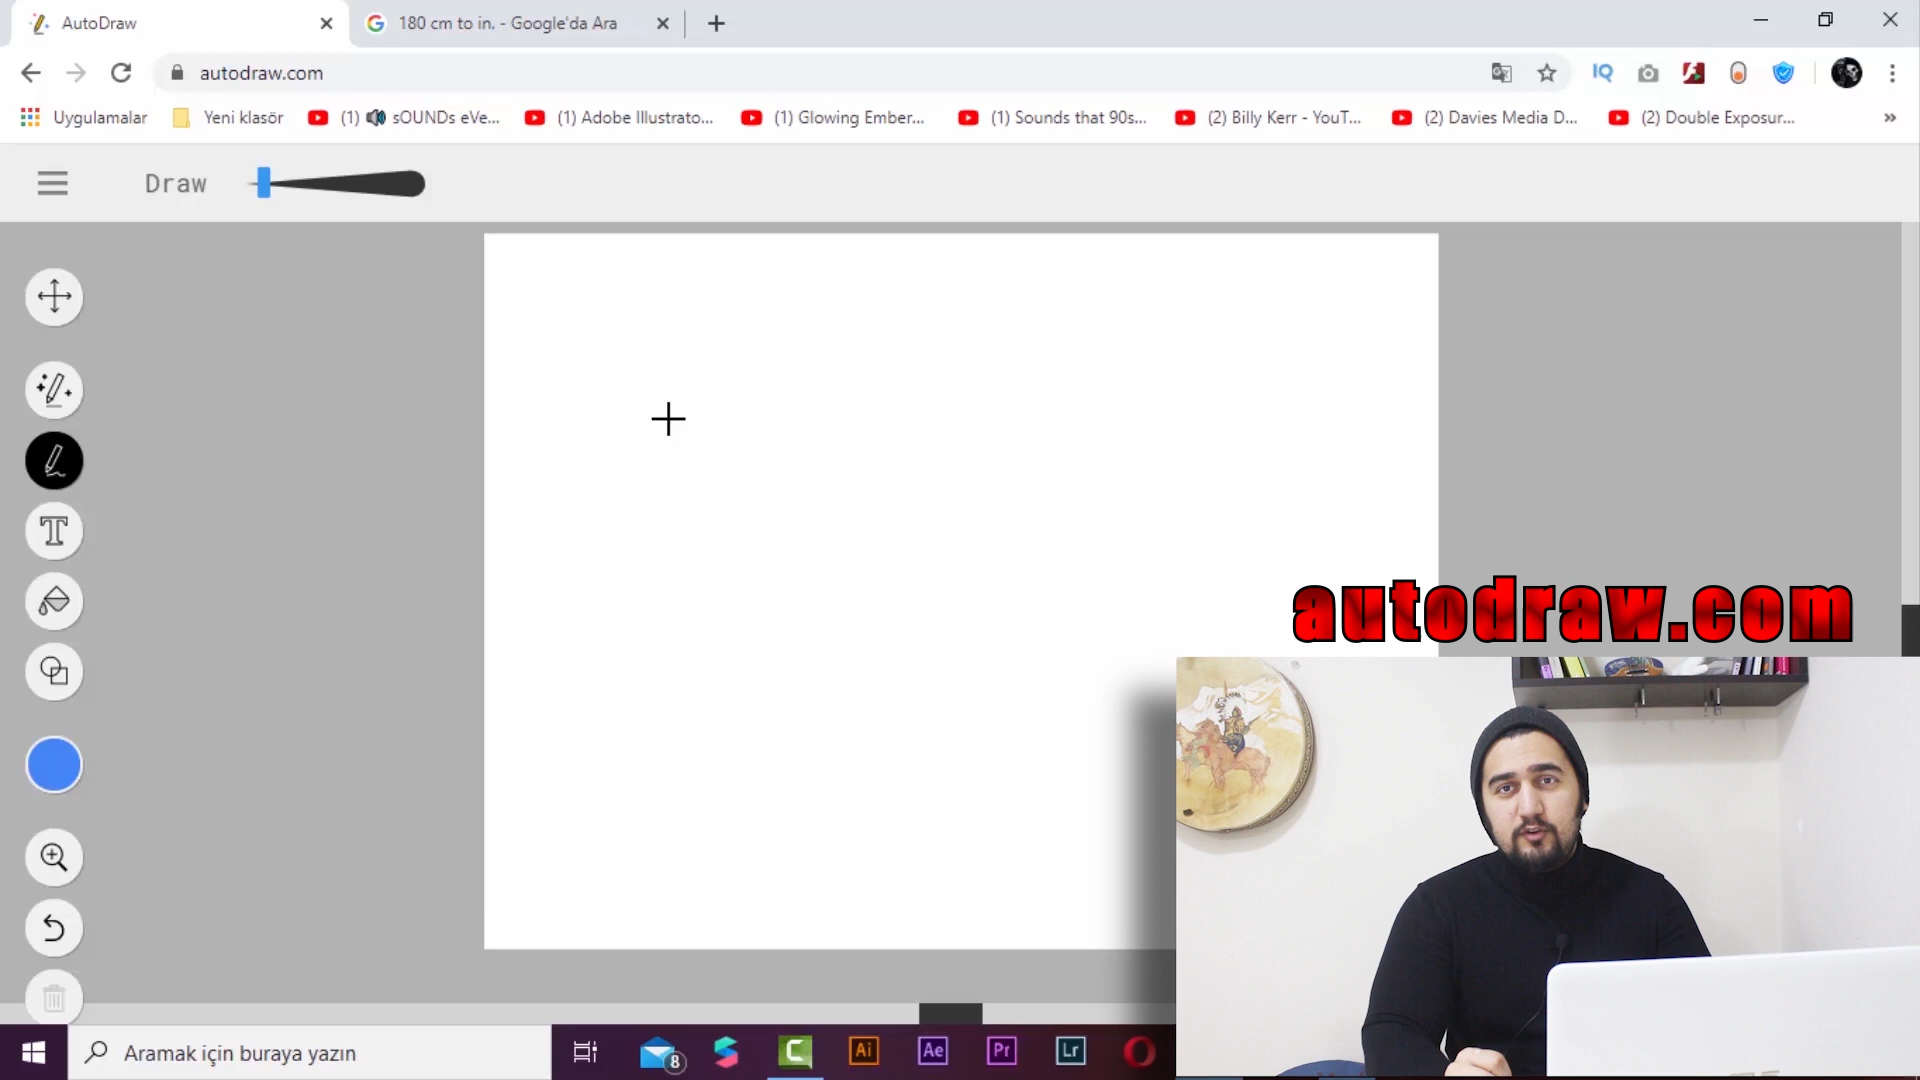 AutoDraw
180 cm to in. - Google'da Ara
autodraw.com
IQ
Uygulamalar
Yeni klasör
(1) 🔊 sOUNDs eVe...
(1) Adobe Illustrato...
(1) Glowing Ember...
(1) Sounds that 90s...
(2) Billy Kerr - YouT...
(2) Davies Media D...
(2) Double Exposur...
»
Draw
T
autodraw.com
Aramak için buraya yazın
8
Ai
Ae
Pr
Lr